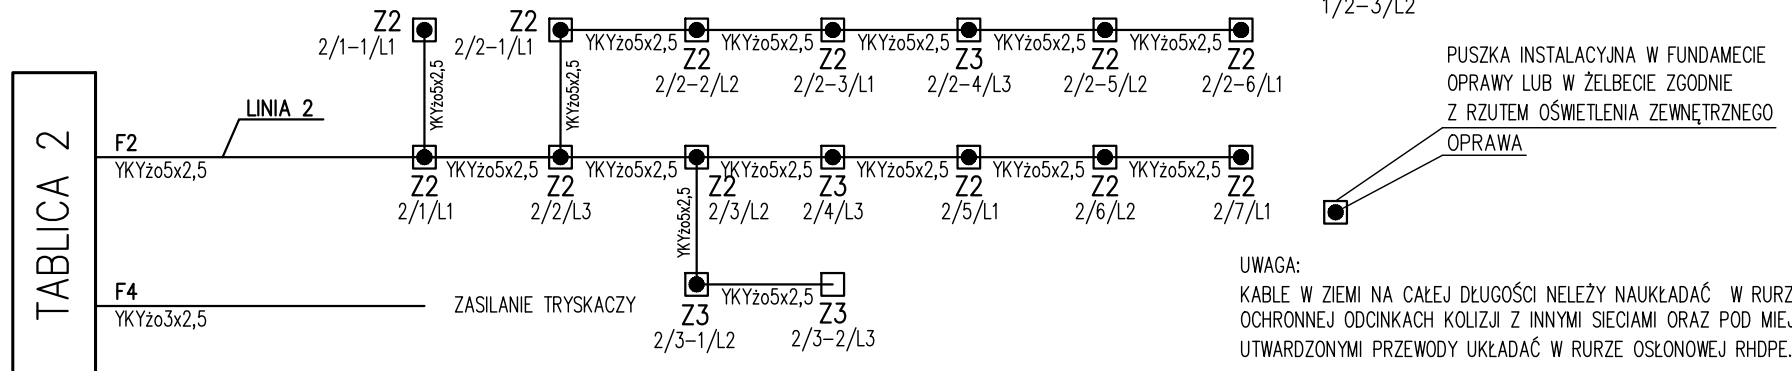 1/2-3/L2
Z2 Z2
2/1-1/L1 2/2-1/L1
YKYżo5x2,5 YKYżo5x2,5 YKYżo5x2,5 YKYżo5x2,5 YKYżo5x2,5
Z2 Z2 Z3 Z2 Z2
2/2-2/L2 2/2-3/L1 2/2-4/L3 2/2-5/L2 2/2-6/L1
YKYżo5x2,5 YKYżo5x2,5
PUSZKA INSTALACYJNA W FUNDAMECIE
OPRAWY LUB W ŻELBECIE ZGODNIE
Z RZUTEM OŚWIETLENIA ZEWNĘTRZNEGO
OPRAWA
TABLICA 2
LINIA 2
F2
YKYżo5x2,5
YKYżo5x2,5 YKYżo5x2,5 YKYżo5x2,5 YKYżo5x2,5 YKYżo5x2,5 YKYżo5x2,5
Z2 Z2 Z2 Z3 Z2 Z2 Z2
2/1/L1 2/2/L3 2/3/L2 2/4/L3 2/5/L1 2/6/L2 2/7/L1
YKYżo5x2,5
F4
YKYżo3x2,5
ZASILANIE TRYSKACZY
YKYżo5x2,5
Z3 Z3
2/3-1/L2 2/3-2/L3
UWAGA:
KABLE W ZIEMI NA CAŁEJ DŁUGOŚCI NELEŻY NAUKŁADAĆ W RURZ
OCHRONNEJ ODCINKACH KOLIZJI Z INNYMI SIECIAMI ORAZ POD MIEJ
UTWARDZONYMI PRZEWODY UKŁADAĆ W RURZE OSŁONOWEJ RHDPE.